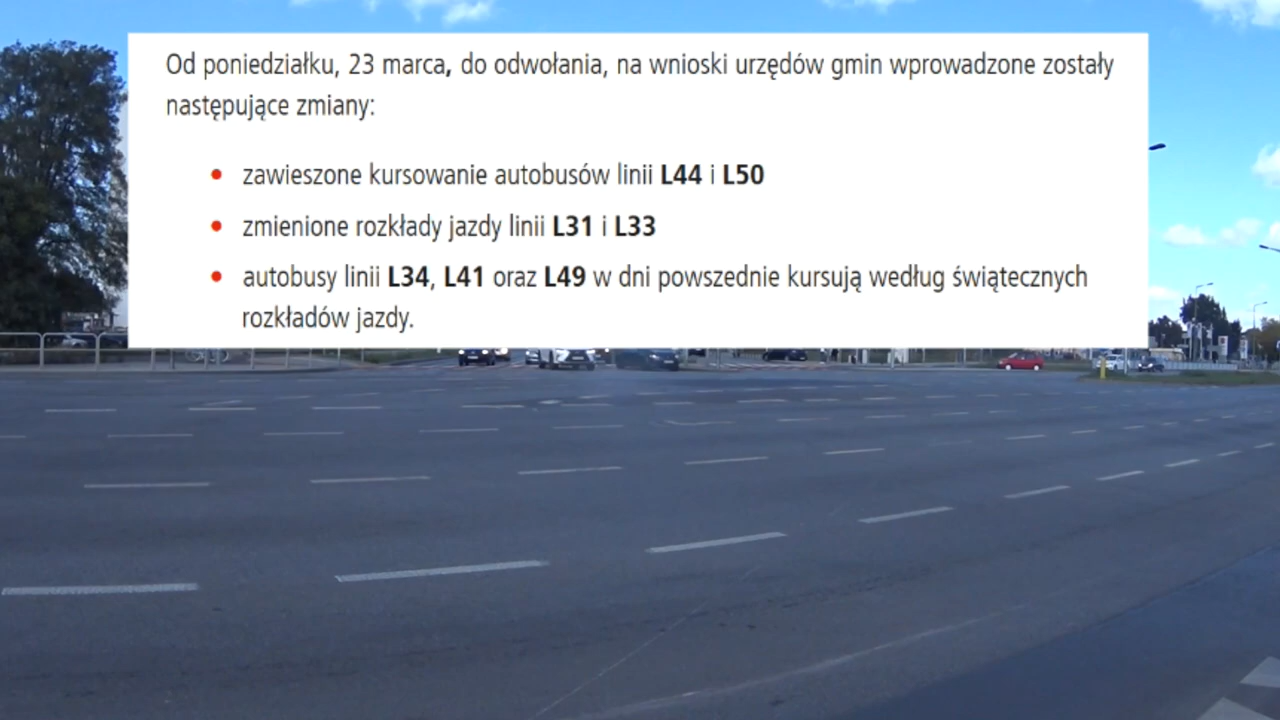 Od poniedziałku, 23 marca, do odwołania, na wnioski urzędów gmin wprowadzone zostały
następujące zmiany:
• zawieszone kursowanie autobusów linii L44 i L50
• zmienione rozkłady jazdy linii L31 i L33
• autobusy linii L34, L41 oraz L49 w dni powszednie kursują według świątecznych
rozkładów jazdy.